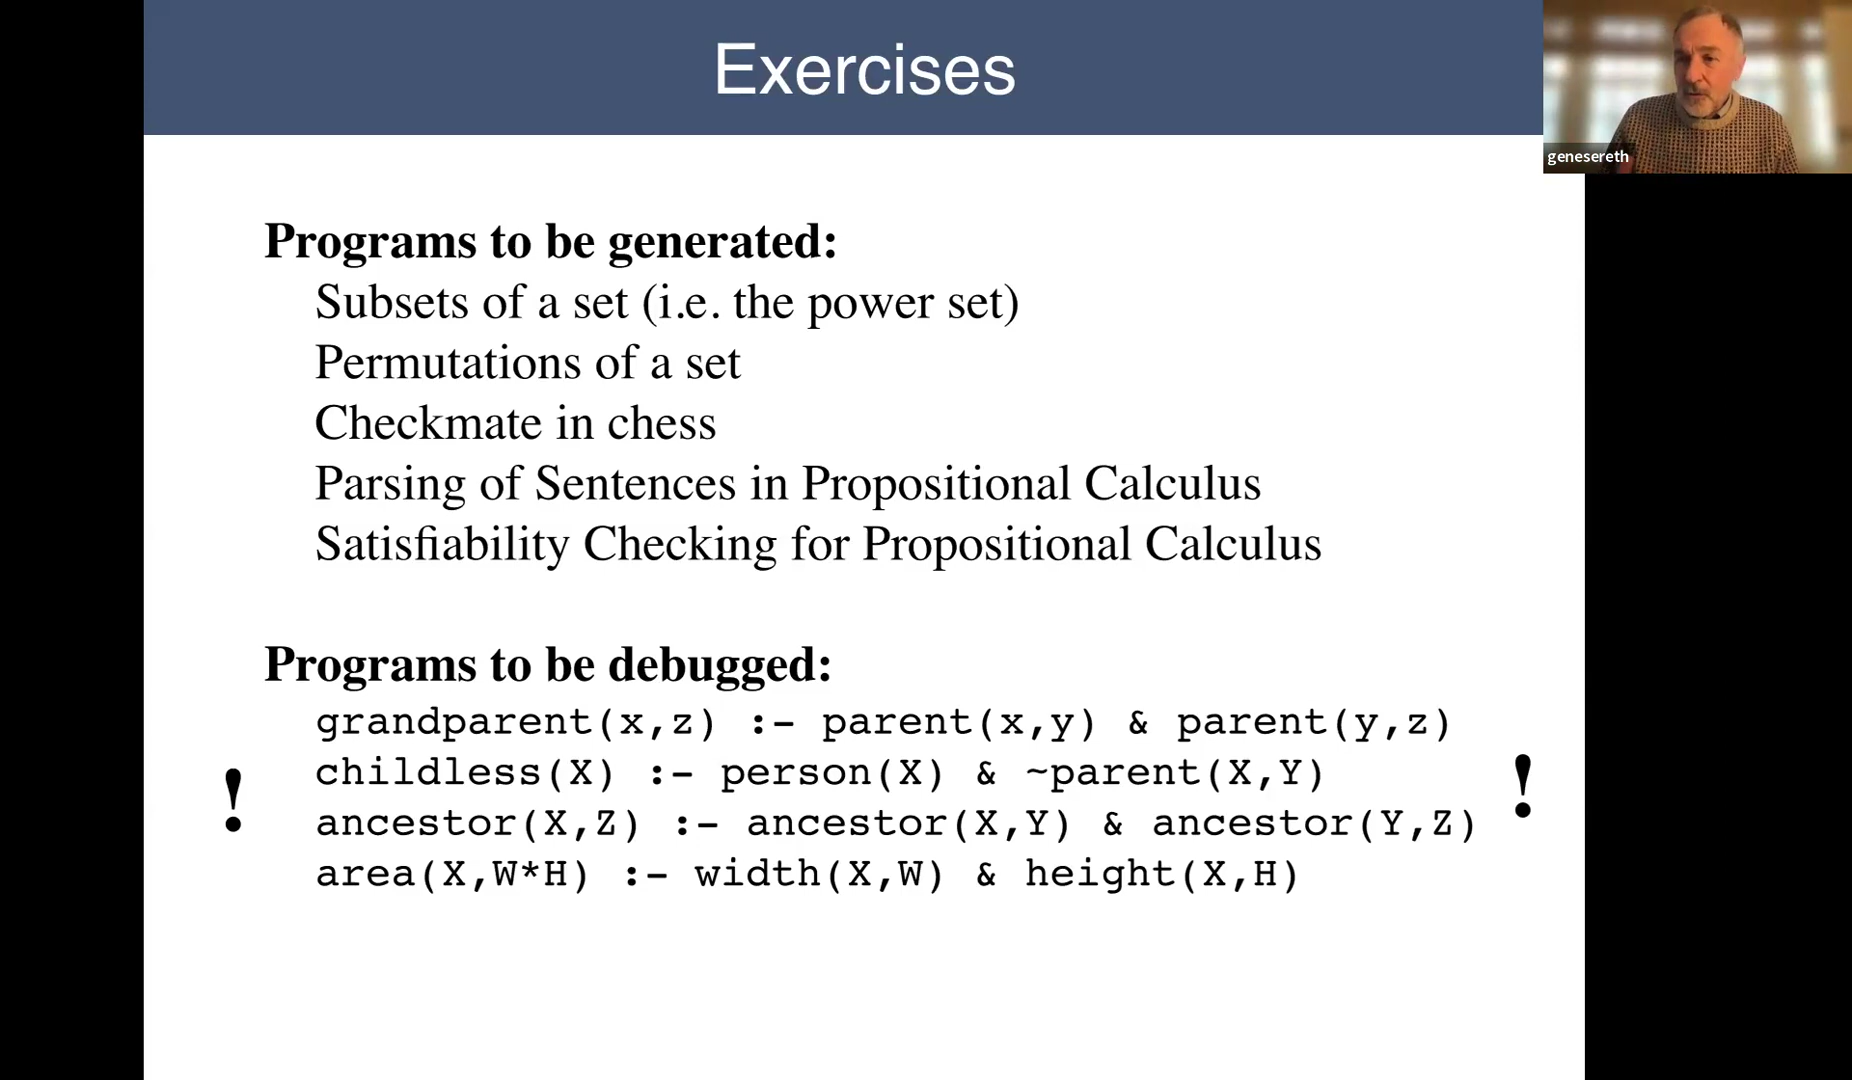 Exercises
genesereth
Programs to be generated:
Subsets of a set (i.e. the power set)
Permutations of a set
Checkmate in chess
Parsing of Sentences in Propositional Calculus
Satisfiability Checking for Propositional Calculus
Programs to be debugged:
grandparent(x,z) :- parent(x,y) & parent(y,z)
childless(X) :- person(X) & ~parent(X,Y)
! ancestor(X,Z) :- ancestor(X,Y) & ancestor(Y,Z) !
area(X,W*H) :- width(X,W) & height(X,H)